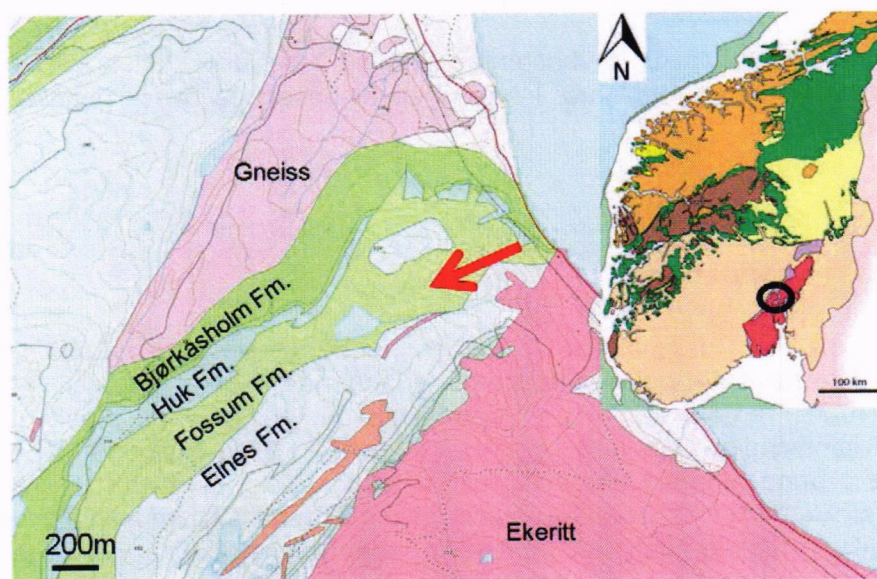 N
Gneiss
Bjørkåsholm Fm.
Huk Fm.
Fossum Fm.
Elnes Fm.
Ekeritt
200m
100 km